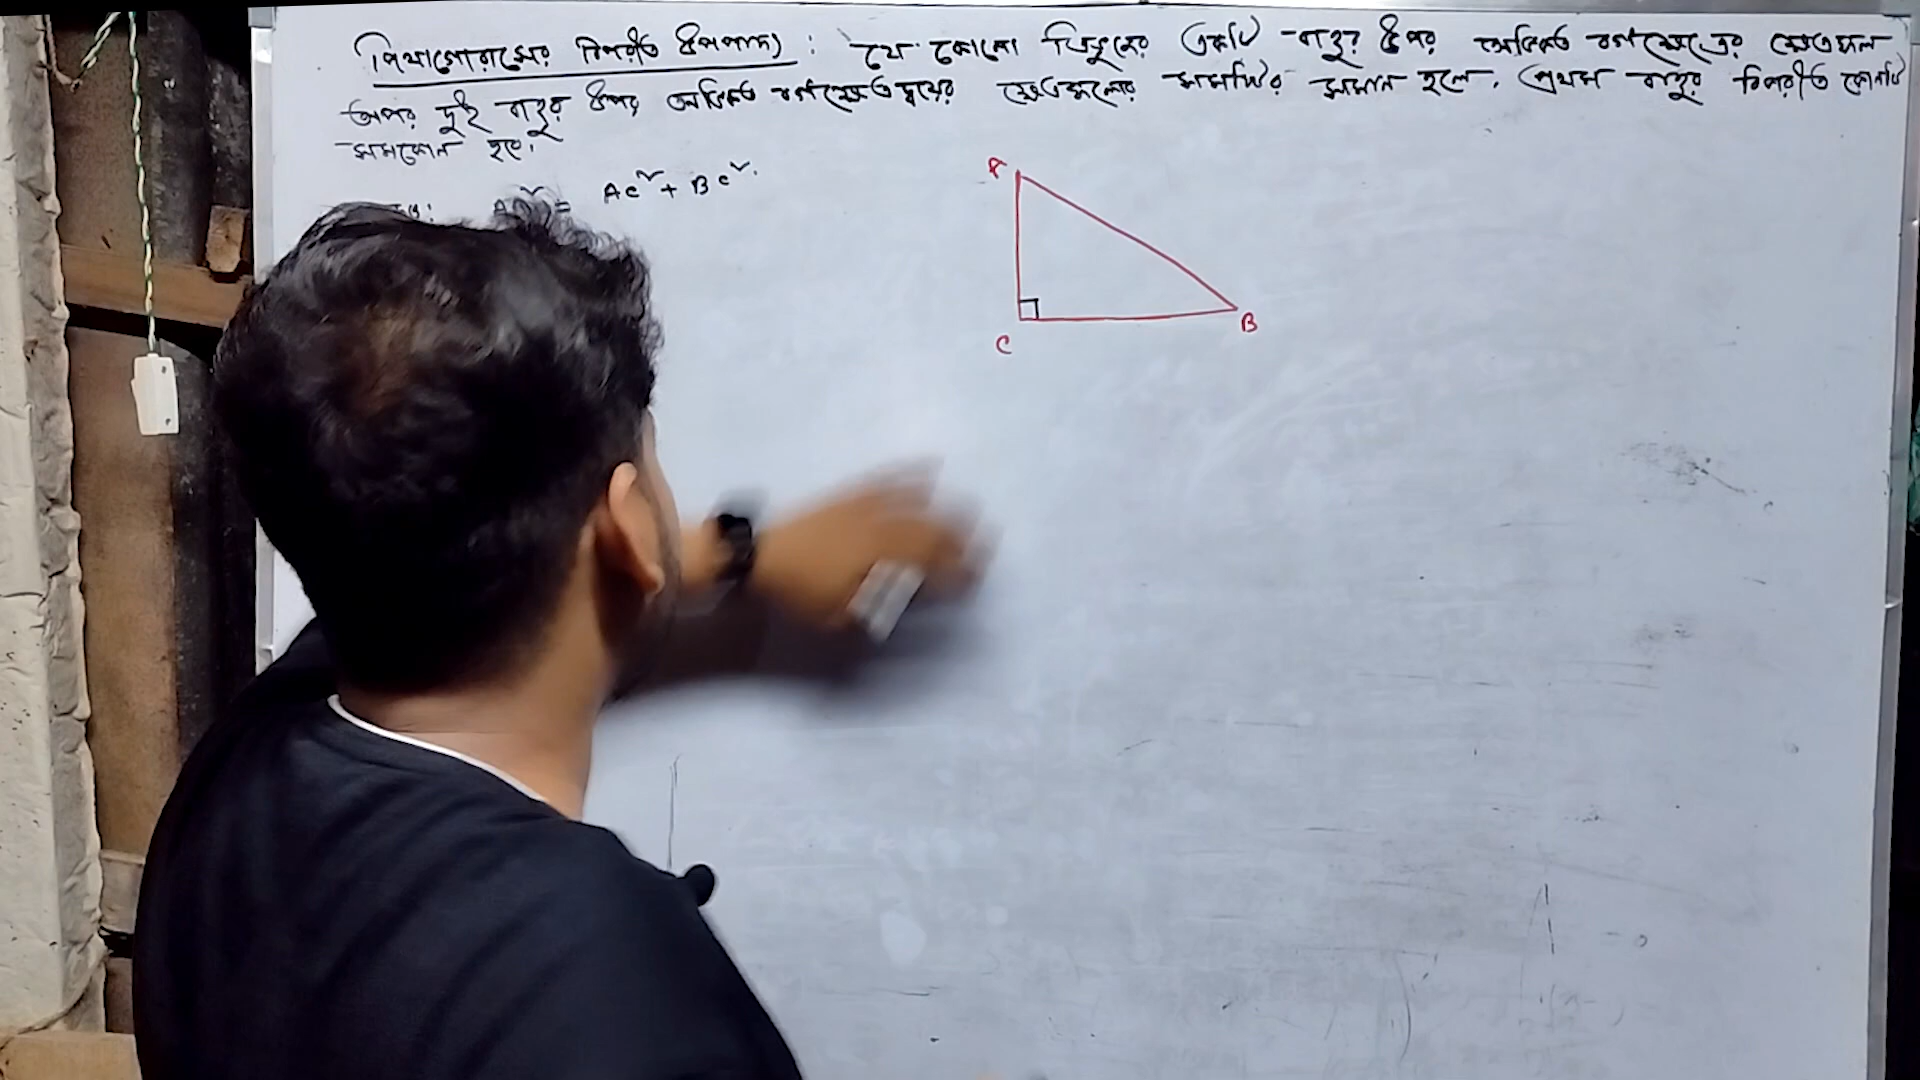 পিথাগোরাসের বিপরীত উপপাদ্য : যে কোনো ত্রিভুজের একটি বাহুর উপর অঙ্কিত বর্গক্ষেত্রের ক্ষেত্রফল
অপর দুই বাহুর উপর অঙ্কিত বর্গক্ষেত্রদ্বয়ের ক্ষেত্রফলের সমষ্টির সমান হলে, প্রথম বাহুর বিপরীত কোনটি
সমকোন হবে।
= AC² + BC².
A
B
C